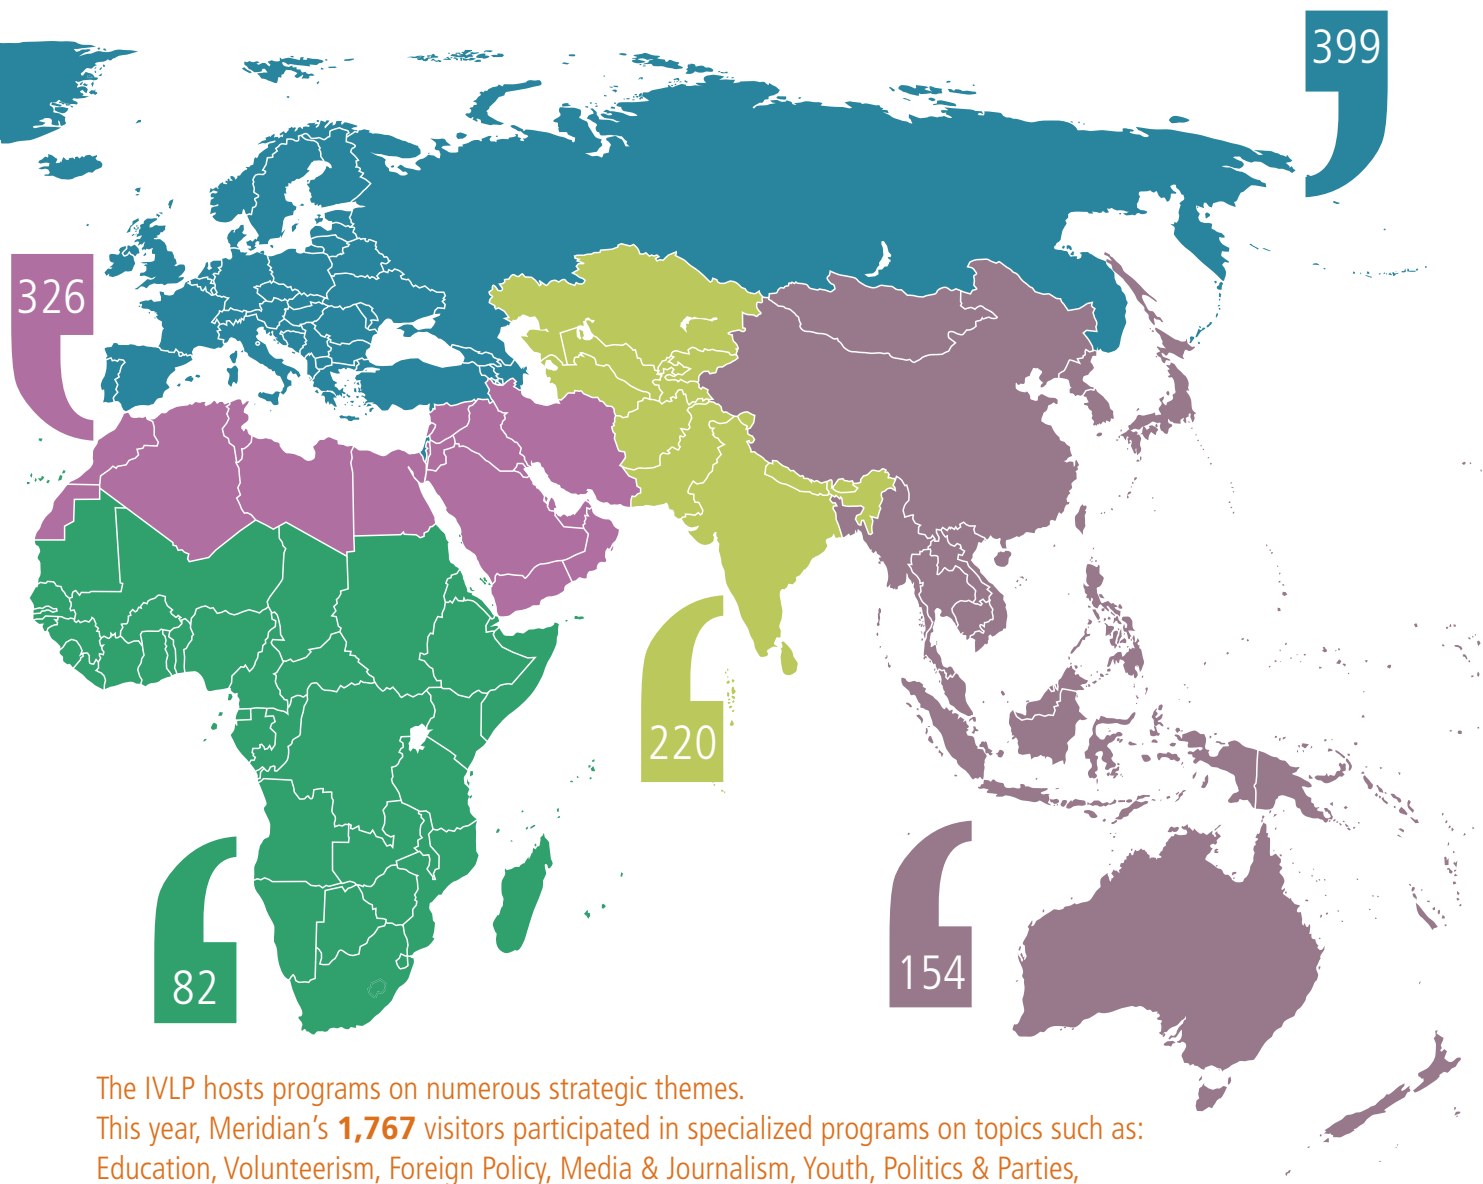 399
326
220
82
154
The IVLP hosts programs on numerous strategic themes.
This year, Meridian’s 1,767 visitors participated in specialized programs on topics such as:
Education, Volunteerism, Foreign Policy, Media & Journalism, Youth, Politics & Parties,